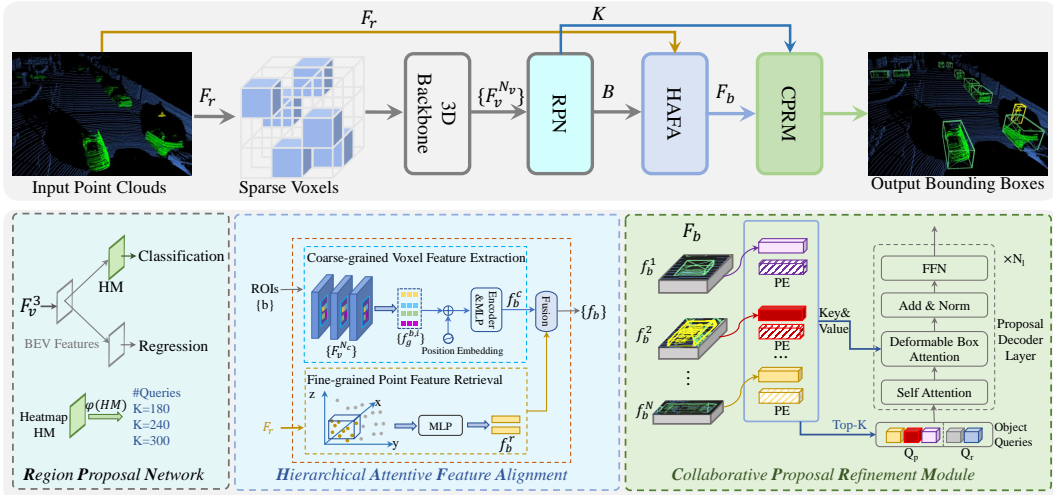 F_r
K
F_r
{F_v^{N_v}}
B
F_b
3D
Backbone
RPN
HAFA
CPRM
Input Point Clouds
Sparse Voxels
Output Bounding Boxes
F_v^3
HM
Classification
BEV Features
Regression
Heatmap
HM
φ(HM)
#Queries
K=180
K=240
K=300
Region Proposal Network
ROIs
{b}
Coarse-grained Voxel Feature Extraction
{F_v^{N_c}}
Position Embedding
Encoder
&MLP
f_b^c
Fusion
{f_b}
Fine-grained Point Feature Retrieval
F_r
z
x
y
MLP
f_b^r
Hierarchical Attentive Feature Alignment
F_b
f_b^1
PE
f_b^2
PE
...
⋮
f_b^N
PE
Key&
Value
Top-K
FFN
Add & Norm
Deformable Box
Attention
Self Attention
×N_l
Proposal
Decoder
Layer
Object
Queries
Q_p
Q_r
Collaborative Proposal Refinement Module